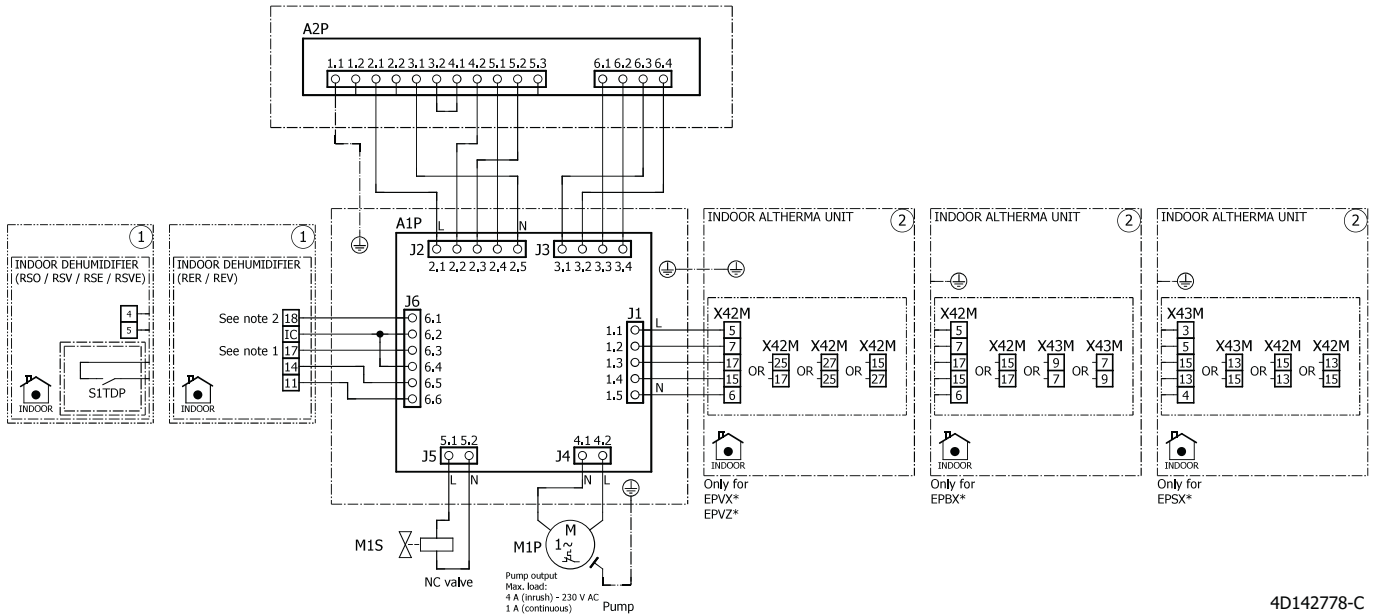 A2P
1.1 1.2 2.1 2.2 3.1 3.2 4.1 4.2 5.1 5.2 5.3
6.1 6.2 6.3 6.4
1
INDOOR DEHUMIDIFIER
(RSO / RSV / RSE / RSVE)
4
5
S1TDP
INDOOR
1
INDOOR DEHUMIDIFIER
(RER / REV)
See note 2 18
IC
See note 1 17
14
11
INDOOR
A1P
L N
J2
2.1 2.2 2.3 2.4 2.5
J3
3.1 3.2 3.3 3.4
J6
6.1
6.2
6.3
6.4
6.5
6.6
J1
1.1 L
1.2
1.3
1.4
1.5 N
5.1 5.2
J5
L N
4.1 4.2
J4
N L
M1S
NC valve
M1P
M
1~
Pump output
Max. load:
4 A (inrush) - 230 V AC
1 A (continuous)
Pump
INDOOR ALTHERMA UNIT 2
X42M
5
7
17
15
6
X42M X42M X42M
OR 25 OR 27 OR 15
17 25 27
INDOOR
Only for
EPVX*
EPVZ*
INDOOR ALTHERMA UNIT 2
X42M
5
7
17
15
6
X42M X43M X43M
OR 15 OR 9 OR 7
17 7 9
INDOOR
Only for
EPBX*
INDOOR ALTHERMA UNIT 2
X43M
3
5
15
13
4
X43M X42M X42M
OR 13 OR 15 OR 13
15 13 15
INDOOR
Only for
EPSX*
4D142778-C